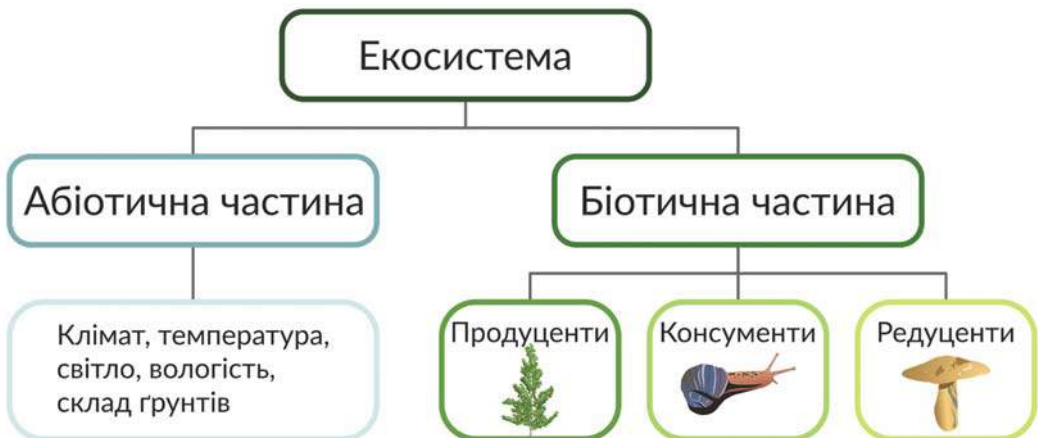 Екосистема
Абіотична частина
Біотична частина
Клімат, температура,
світло, вологість,
склад ґрунтів
Продуценти
Консументи
Редуценти